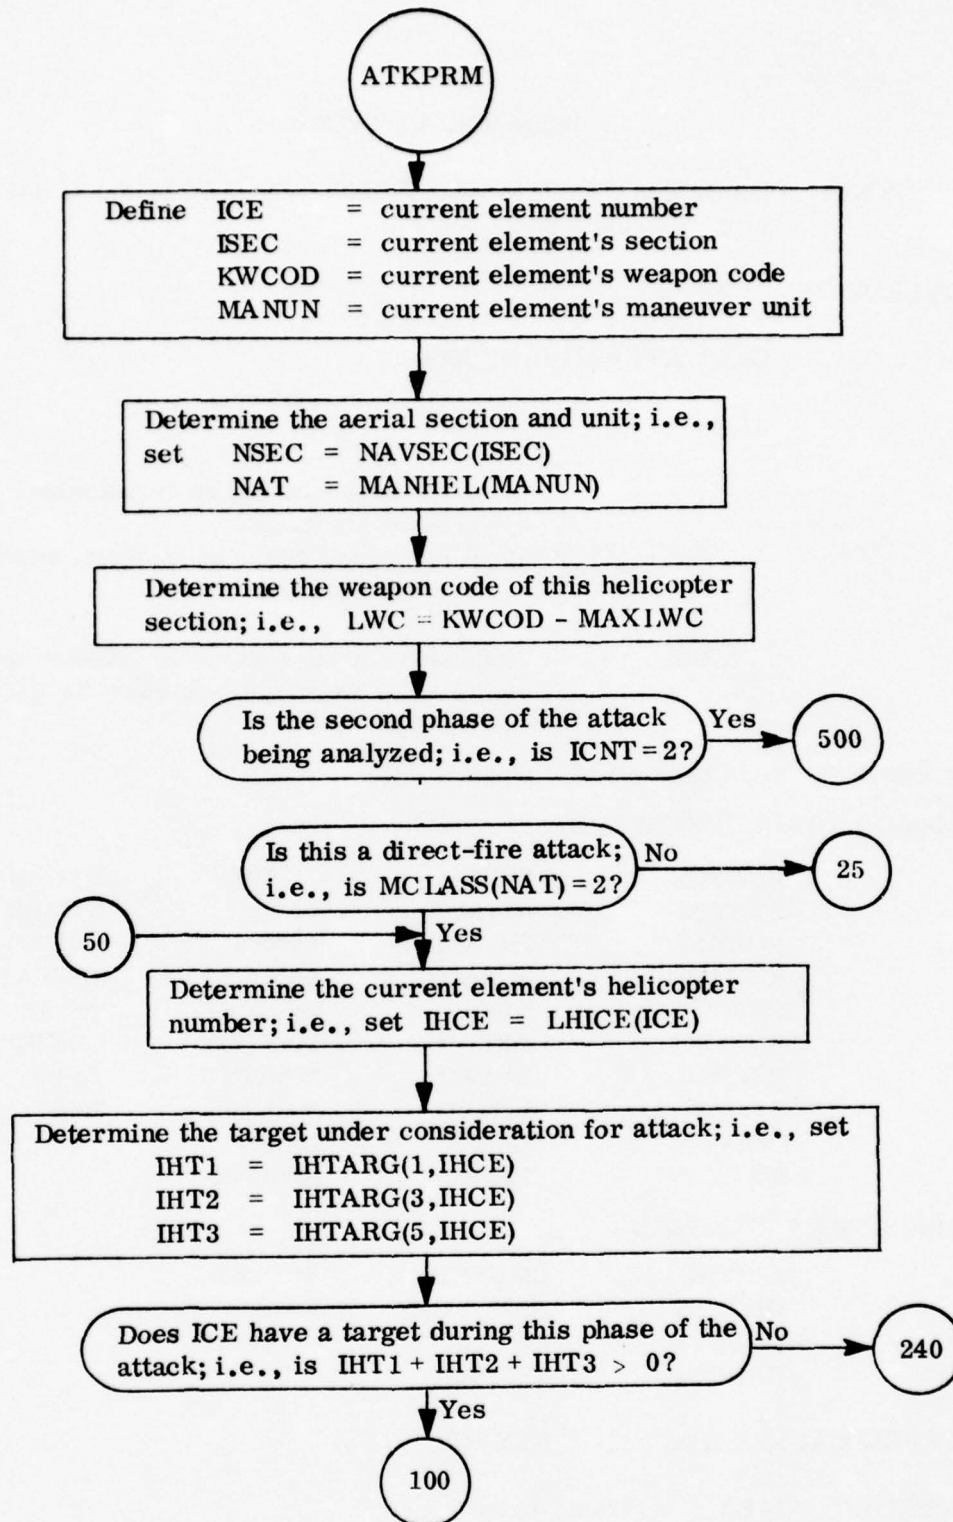 ATKPRM
Define ICE = current element number
ISEC = current element's section
KWCOD = current element's weapon code
MANUN = current element's maneuver unit
Determine the aerial section and unit; i.e.,
set NSEC = NAVSEC(ISEC)
NAT = MANHEL(MANUN)
Determine the weapon code of this helicopter
section; i.e., LWC = KWCOD - MAX1WC
Is the second phase of the attack
being analyzed; i.e., is ICNT = 2?
Yes
500
Is this a direct-fire attack;
i.e., is MCLASS(NAT) = 2?
No
25
50
Yes
Determine the current element's helicopter
number; i.e., set IHCE = LHICE(ICE)
Determine the target under consideration for attack; i.e., set
IHT1 = IHTARG(1,IHCE)
IHT2 = IHTARG(3,IHCE)
IHT3 = IHTARG(5,IHCE)
Does ICE have a target during this phase of the
attack; i.e., is IHT1 + IHT2 + IHT3 > 0?
No
240
Yes
100